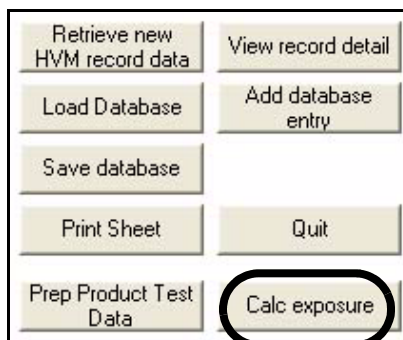 Retrieve new
HVM record data
View record detail
Load Database
Add database
entry
Save database
Print Sheet
Quit
Prep Product Test
Data
Calc exposure